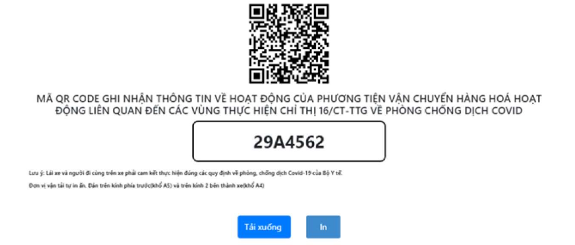 MÃ QR CODE GHI NHẬN THÔNG TIN VỀ HOẠT ĐỘNG CỦA PHƯƠNG TIỆN VẬN CHUYỂN HÀNG HOÁ HOẠT
ĐỘNG LIÊN QUAN ĐẾN CÁC VÙNG THỰC HIỆN CHỈ THỊ 16/CT-TTG VỀ PHÒNG CHỐNG DỊCH COVID
29A4562
Lưu ý: Lái xe và người đi cùng trên xe phải cam kết thực hiện đúng các quy định về phòng, chống dịch Covid-19 của Bộ Y tế.
Đơn vị vận tải tự in ấn. Dán trên kính phía trước(khổ A5) và trên kính 2 bên thành xe(khổ A4)
Tải xuống
In